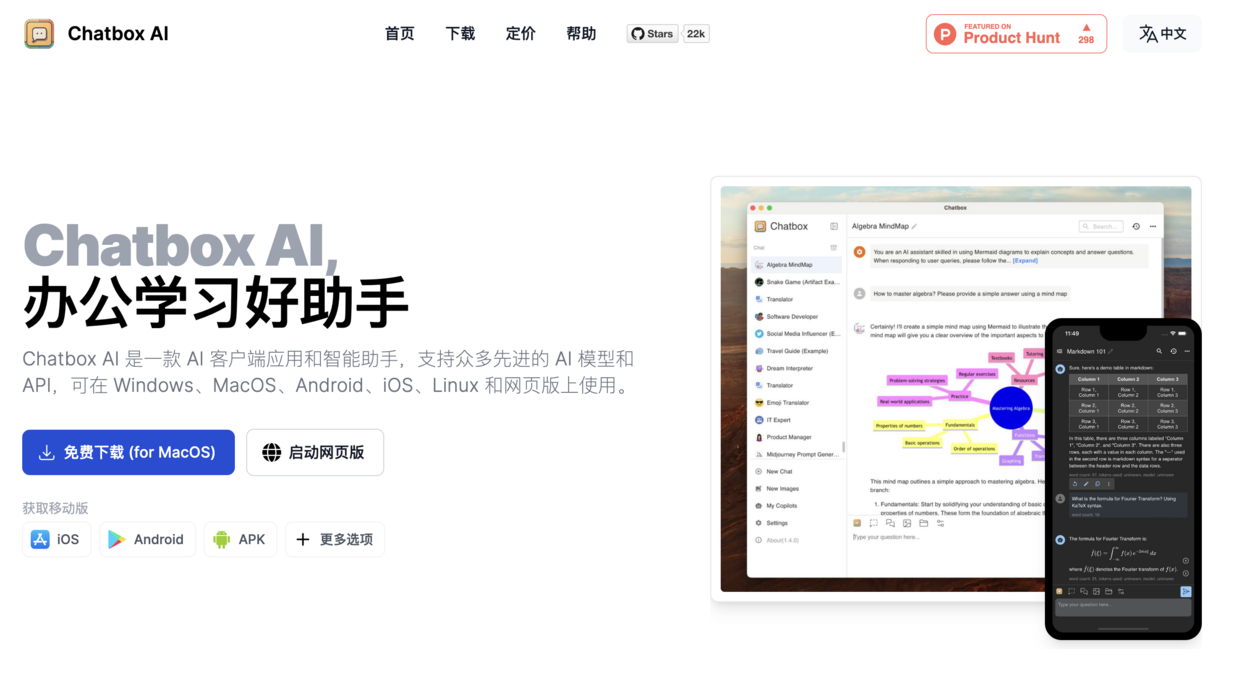 Chatbox AI
首页
下载
定价
帮助
Stars
22k
FEATURED ON
Product Hunt
298
中文
Chatbox AI,
办公学习好助手
Chatbox AI 是一款 AI 客户端应用和智能助手，支持众多先进的 AI 模型和
API，可在 Windows、MacOS、Android、iOS、Linux 和网页版上使用。
免费下载 (for MacOS)
启动网页版
获取移动版
iOS
Android
APK
更多选项
Chatbox
Chatbox
Chat
Algebra MindMap
Snake Game (Artifact Exa...
Translator
Software Developer
Social Media Influencer (E...
Travel Guide (Example)
Dream Interpreter
Translator
Emoji Translator
IT Expert
Product Manager
Midjourney Prompt Gener...
New Chat
New Images
My Copilots
Settings
About(1.4.0)
Algebra MindMap
Search...
You are an AI assistant skilled in using Mermaid diagrams to explain concepts and answer questions.
When responding to user queries, please follow the... [Expand]
How to master algebra? Please provide a simple answer using a mind map
Certainly! I'll create a simple mind map using Mermaid to illustrate th
mind map will give you a clear overview of the important aspects to
Textbooks
Tutoring
Resources
Regular exercises
Problem-solving strategies
Practice
Real-world applications
Mastering Algebra
Properties of numbers
Fundamentals
Basic operations
Order of operations
Functions
Graphing
This mind map outlines a simple approach to mastering algebra. He
branch:
1. Fundamentals: Start by solidifying your understanding of basic
properties of numbers. These form the foundation of algebraic t
Type your question here...
11:49
Markdown 101
Sure, here's a demo table in markdown:
Column 1 Column 2 Column 3
Row 1, Column 1 Row 1, Column 2 Row 1, Column 3
Row 2, Column 1 Row 2, Column 2 Row 2, Column 3
Row 3, Column 1 Row 3, Column 2 Row 3, Column 3
In this table, there are three columns labeled "Column
1", "Column 2", and "Column 3". There are also three
rows, each with a value in each column. The "---" used
in the second row is markdown syntax for a separator
between the header row and the data rows.
What is the formula for Fourier Transform? Using
KaTeX syntax.
The formula for Fourier Transform is:
f̂(ξ) = ∫_{-∞}^{∞} f(x) e^{-2πixξ} dx
where f̂(ξ) denotes the Fourier transform of f(x).
Type your question here...